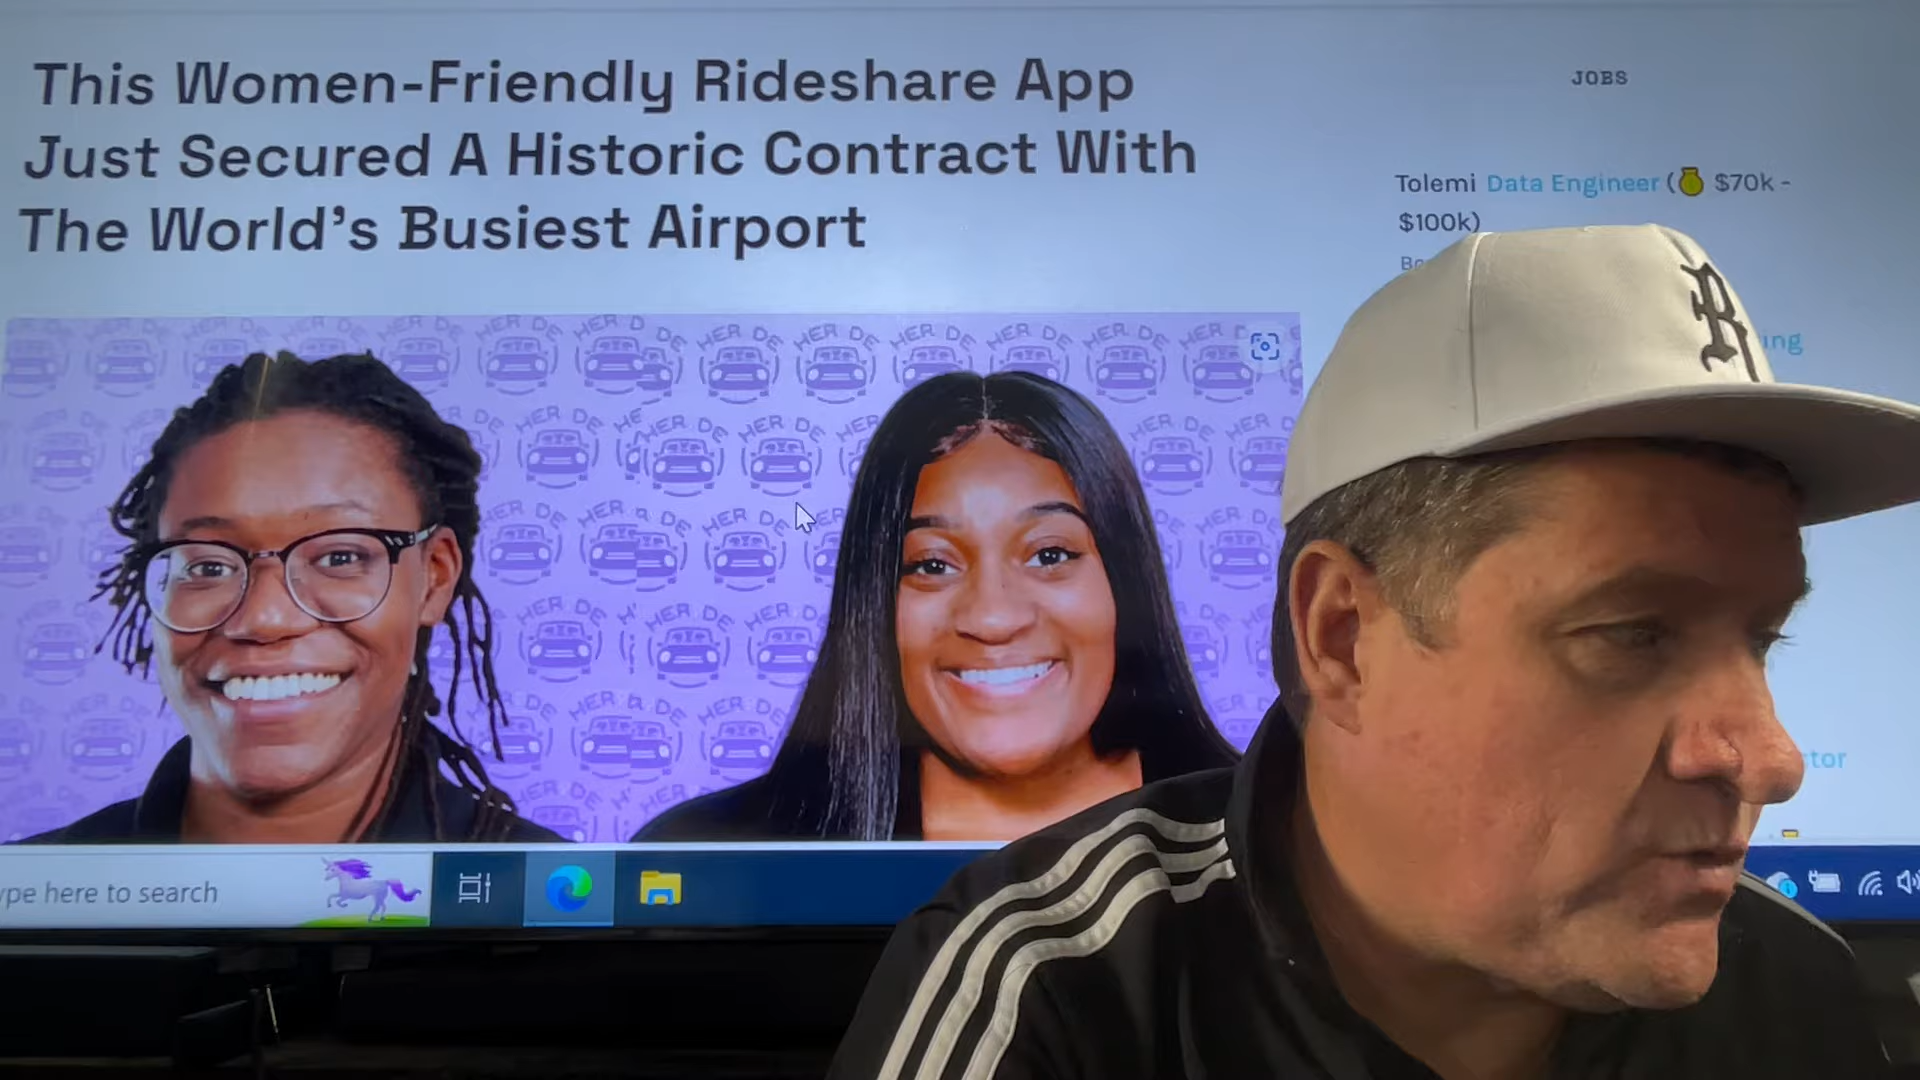 This Women-Friendly Rideshare App
Just Secured A Historic Contract With
The World's Busiest Airport
JOBS
Tolemi Data Engineer ( $70k -
$100k)
HER DE
ype here to search
R